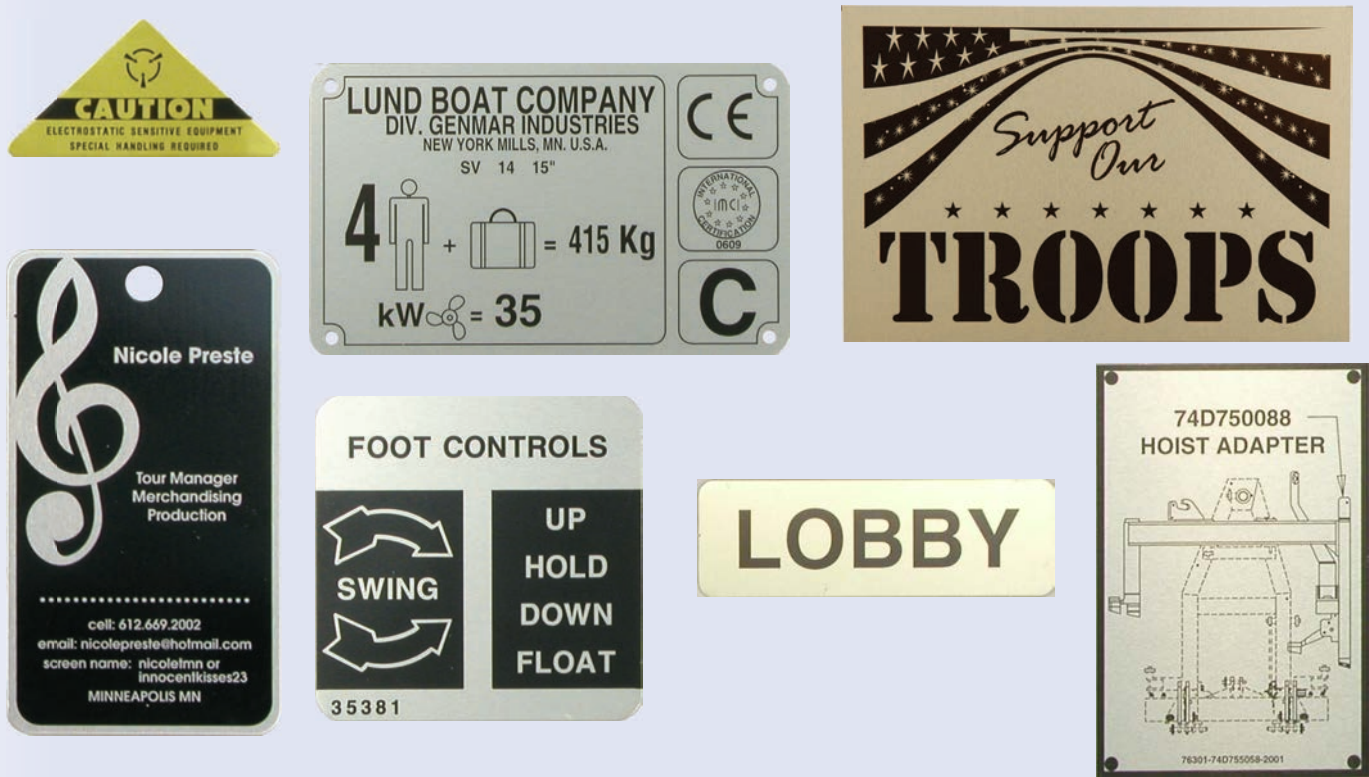 CAUTION
ELECTROSTATIC SENSITIVE EQUIPMENT
SPECIAL HANDLING REQUIRED
LUND BOAT COMPANY
DIV. GENMAR INDUSTRIES
NEW YORK MILLS, MN. U.S.A.
SV 14 15"
4 + = 415 Kg
kW = 35
CE
INTERNATIONAL
IMCI
CERTIFICATION
0609
C
Support
Our
TROOPS
Nicole Preste
Tour Manager
Merchandising
Production
cell: 612.669.2002
email: nicolepreste@hotmail.com
screen name: nicoletmn or
innocentkisses23
MINNEAPOLIS MN
FOOT CONTROLS
SWING
UP
HOLD
DOWN
FLOAT
35381
LOBBY
74D750088
HOIST ADAPTER
76301-74D755058-2001